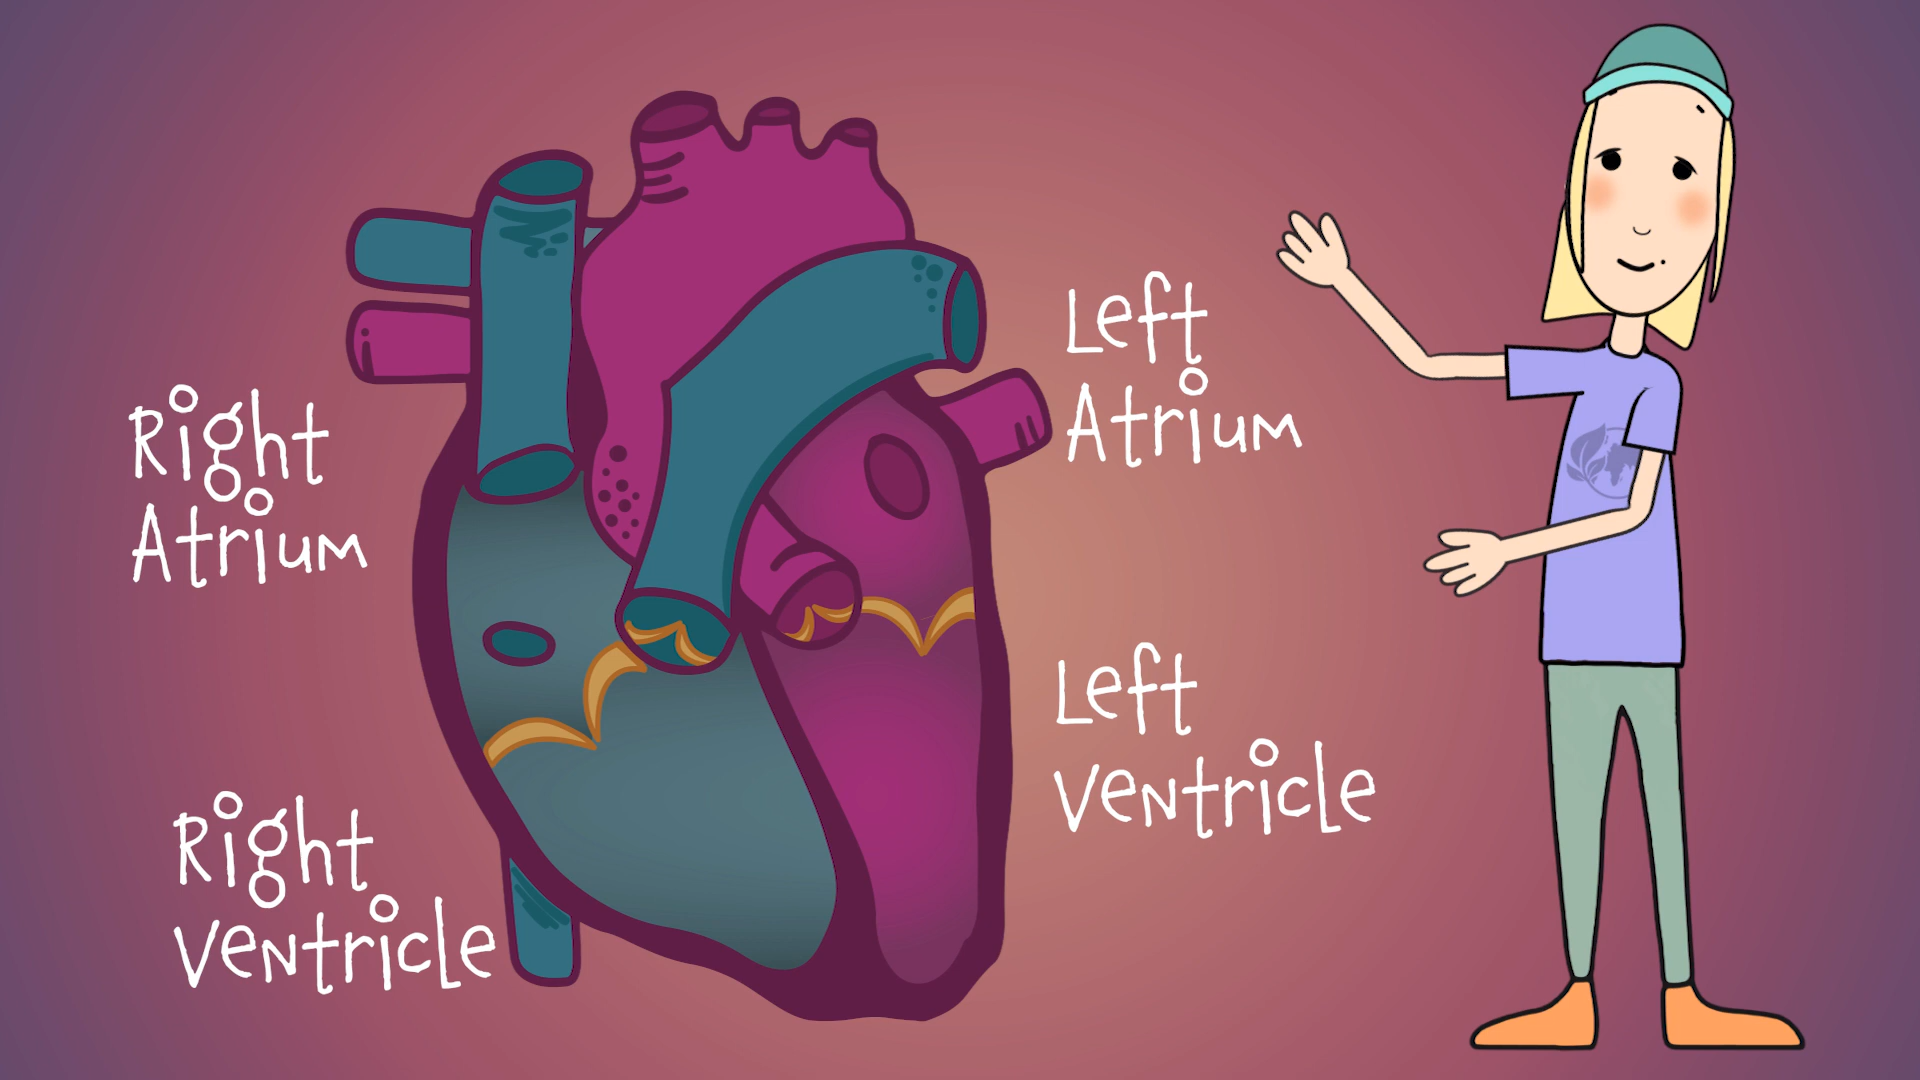 Right
Atrium
Left
Atrium
Right
Ventricle
Left
Ventricle